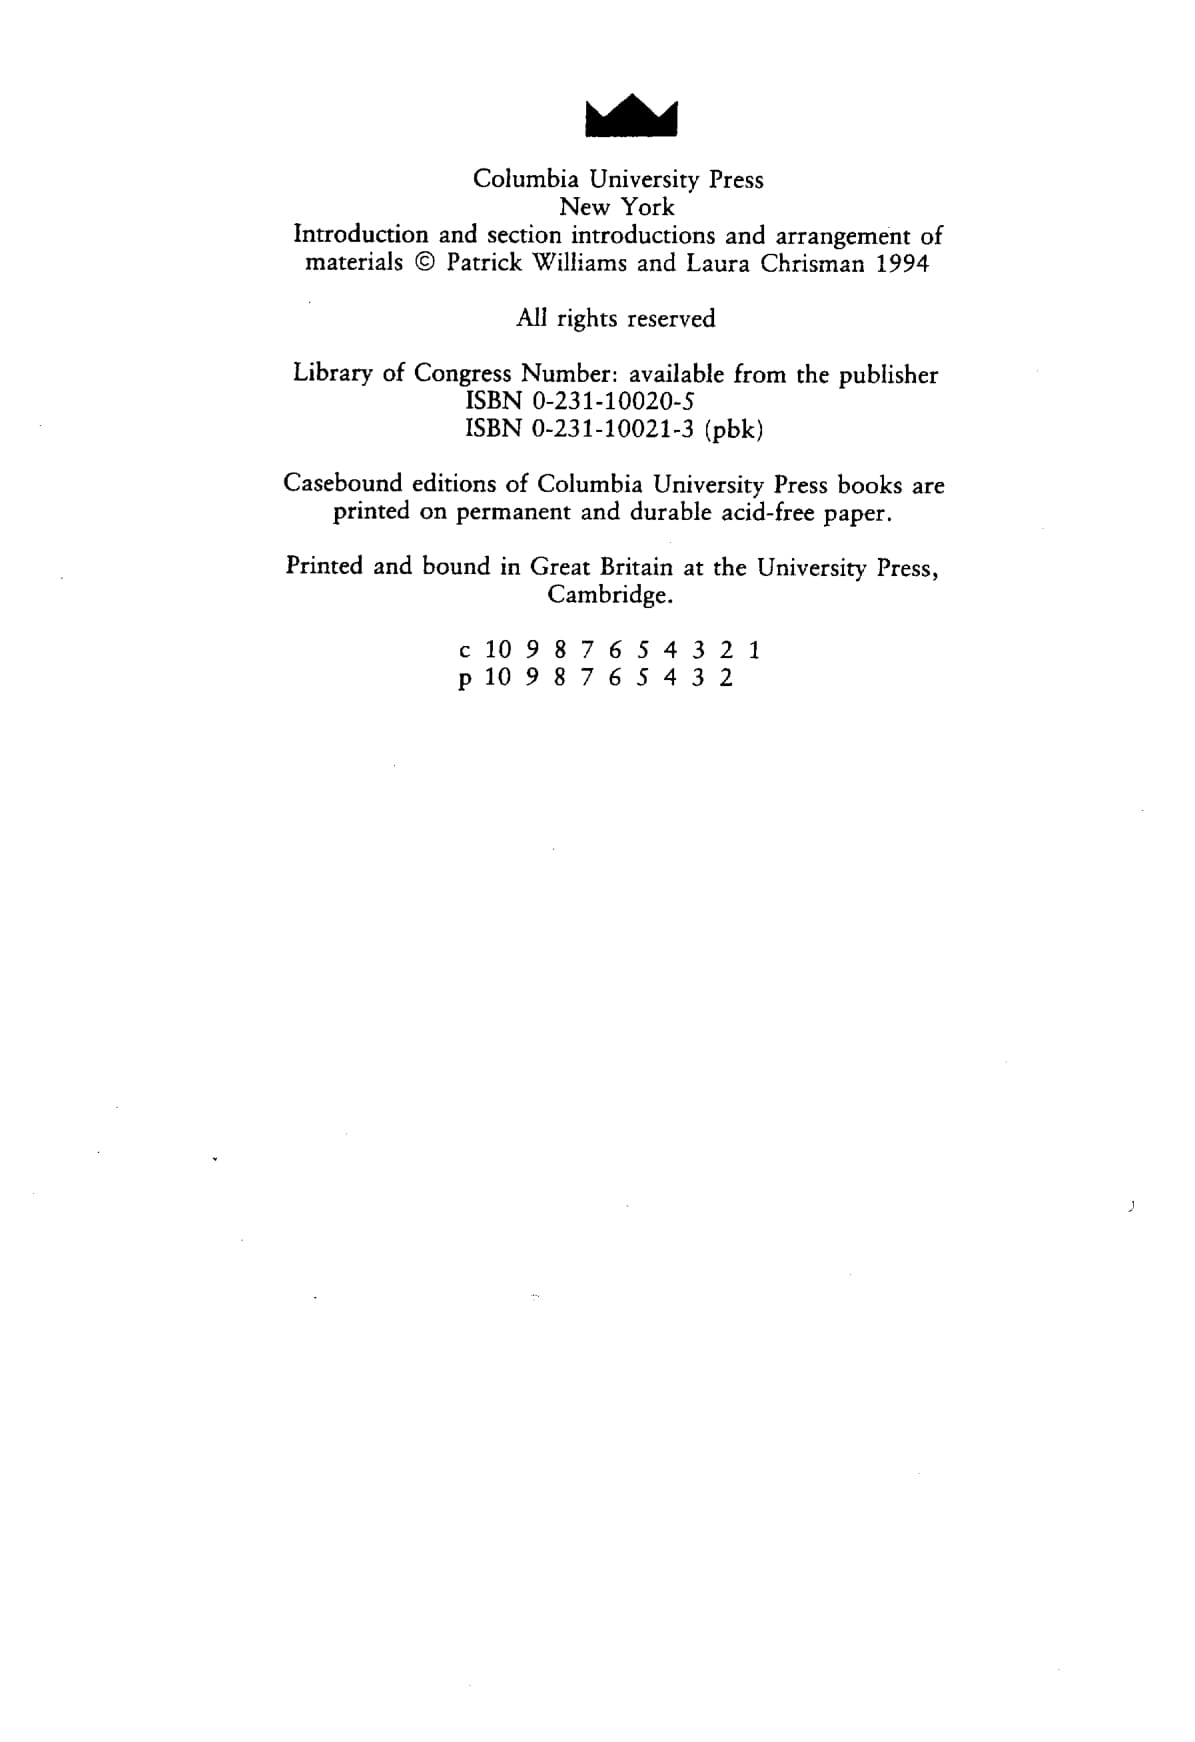 Columbia University Press
New York
Introduction and section introductions and arrangement of
materials © Patrick Williams and Laura Chrisman 1994
All rights reserved
Library of Congress Number: available from the publisher
ISBN 0-231-10020-5
ISBN 0-231-10021-3 (pbk)
Casebound editions of Columbia University Press books are
printed on permanent and durable acid-free paper.
Printed and bound in Great Britain at the University Press,
Cambridge.
c 10 9 8 7 6 5 4 3 2 1
p 10 9 8 7 6 5 4 3 2